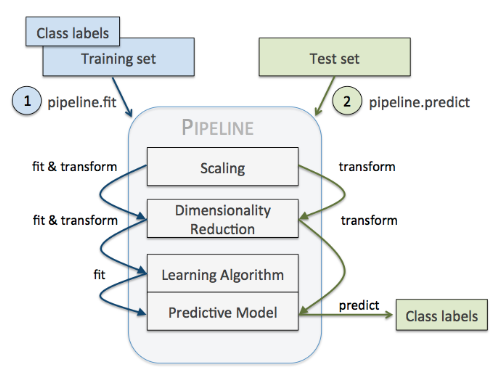 Class labels
Training set
Test set
1 pipeline.fit
2 pipeline.predict
PIPELINE
fit & transform
Scaling
transform
fit & transform
Dimensionality
Reduction
transform
fit
Learning Algorithm
Predictive Model
predict
Class labels